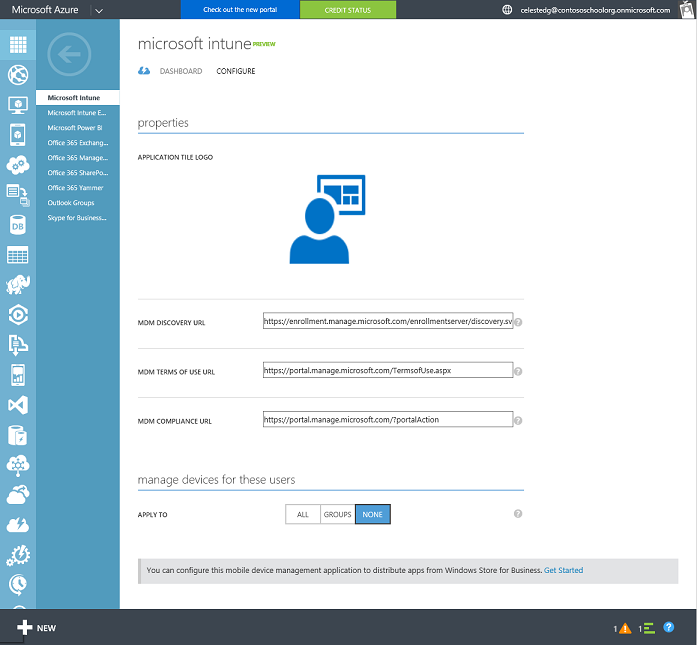 Microsoft Azure
Check out the new portal
CREDIT STATUS
celestedg@contososchoolorg.onmicrosoft.com
Microsoft Intune
Microsoft Intune E...
Microsoft Power BI
Office 365 Exchang...
Office 365 Manage...
Office 365 SharePo...
Office 365 Yammer
Outlook Groups
Skype for Business...
microsoft intune PREVIEW
DASHBOARD CONFIGURE
properties
APPLICATION TILE LOGO
MDM DISCOVERY URL https://enrollment.manage.microsoft.com/enrollmentserver/discovery.sv ?
MDM TERMS OF USE URL https://portal.manage.microsoft.com/TermsofUse.aspx ?
MDM COMPLIANCE URL https://portal.manage.microsoft.com/?portalAction ?
manage devices for these users
APPLY TO ALL GROUPS NONE ?
You can configure this mobile device management application to distribute apps from Windows Store for Business. Get Started
DB
NEW
1 1 ?